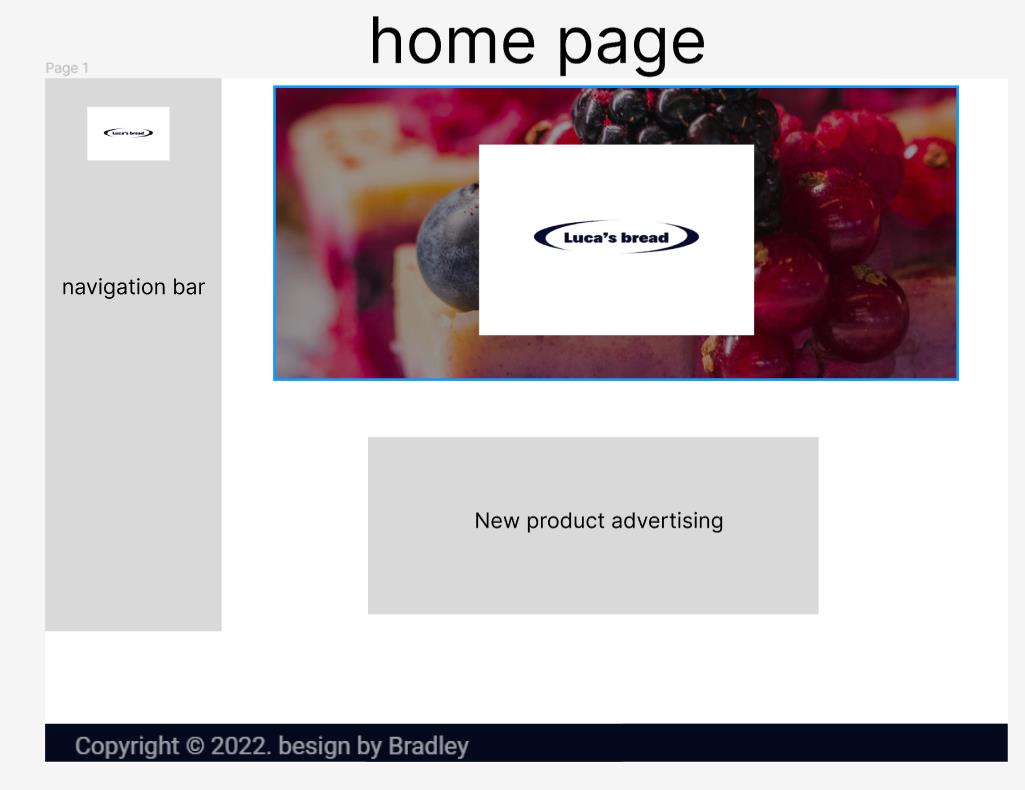 home page
Page 1
Luca's bread
Luca's bread
navigation bar
New product advertising
Copyright © 2022. besign by Bradley